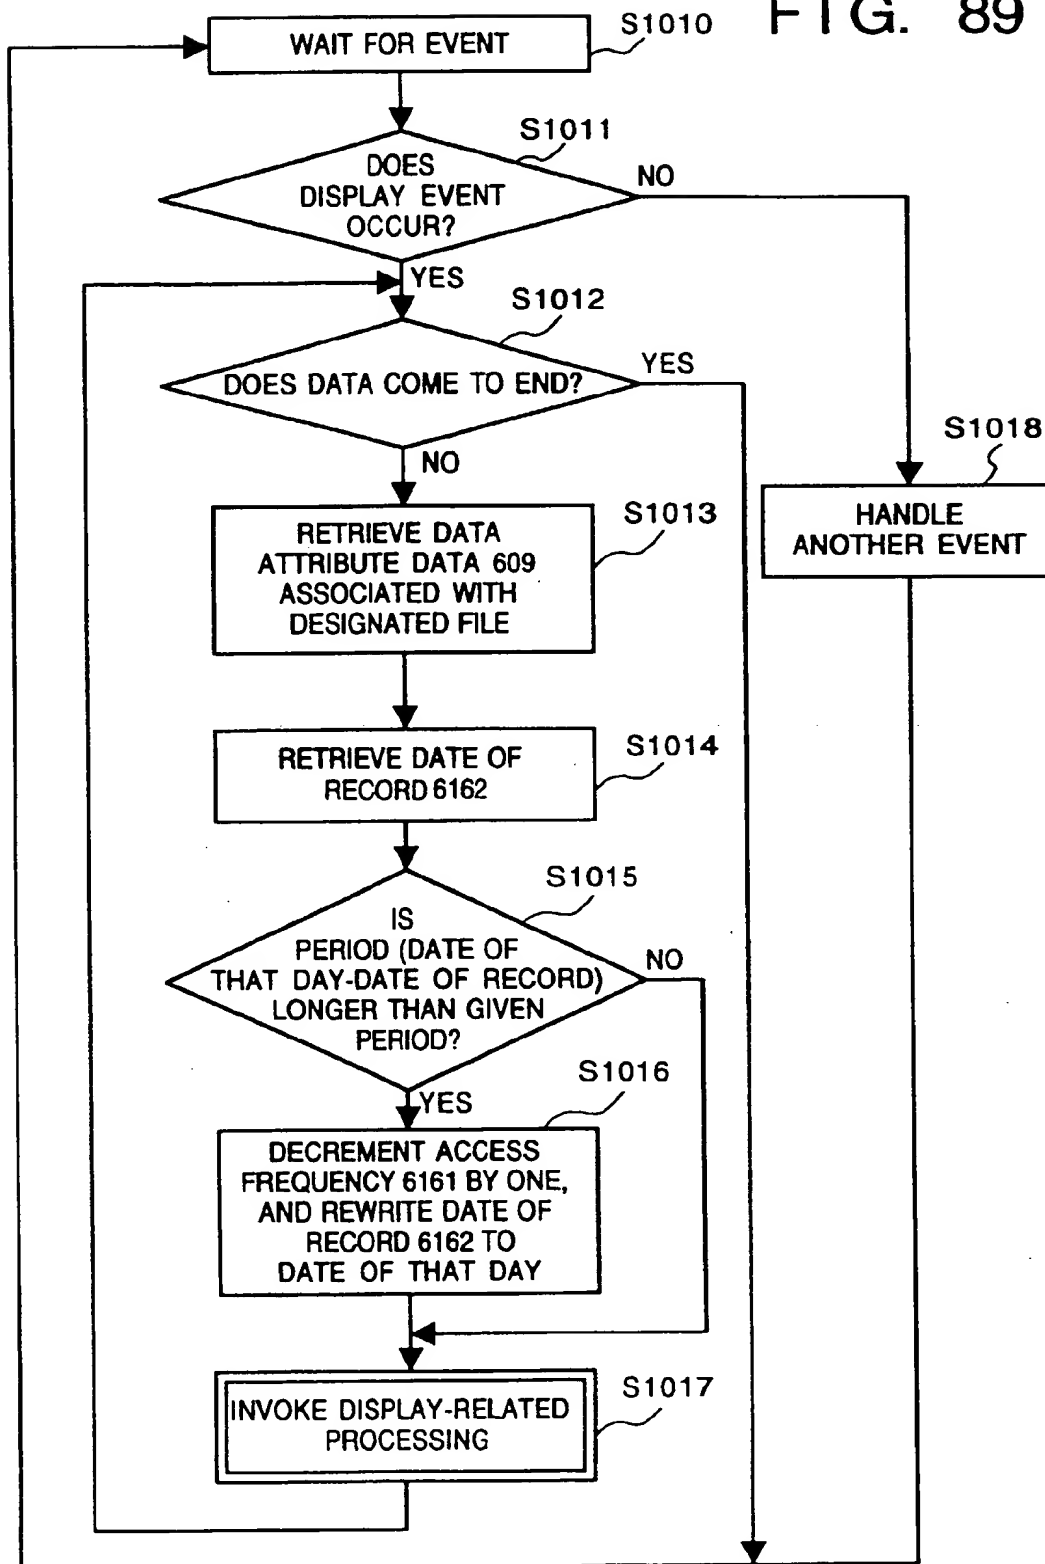 FIG. 89
WAIT FOR EVENT
S1010
S1011
DOES
DISPLAY EVENT
OCCUR?
NO
YES
S1012
DOES DATA COME TO END?
YES
NO
S1018
HANDLE
ANOTHER EVENT
S1013
RETRIEVE DATA
ATTRIBUTE DATA 609
ASSOCIATED WITH
DESIGNATED FILE
S1014
RETRIEVE DATE OF
RECORD 6162
S1015
IS
PERIOD (DATE OF
THAT DAY-DATE OF RECORD)
LONGER THAN GIVEN
PERIOD?
NO
YES
S1016
DECREMENT ACCESS
FREQUENCY 6161 BY ONE,
AND REWRITE DATE OF
RECORD 6162 TO
DATE OF THAT DAY
S1017
INVOKE DISPLAY-RELATED
PROCESSING